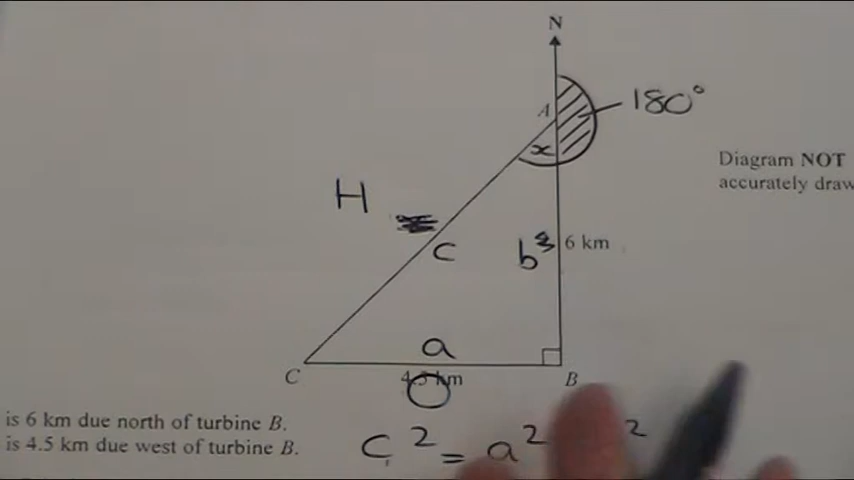 N
A
180°
x
Diagram NOT
accurately draw
H
c
b
6 km
a
C
B
is 6 km due north of turbine B.
is 4.5 km due west of turbine B.
c² = a² ²